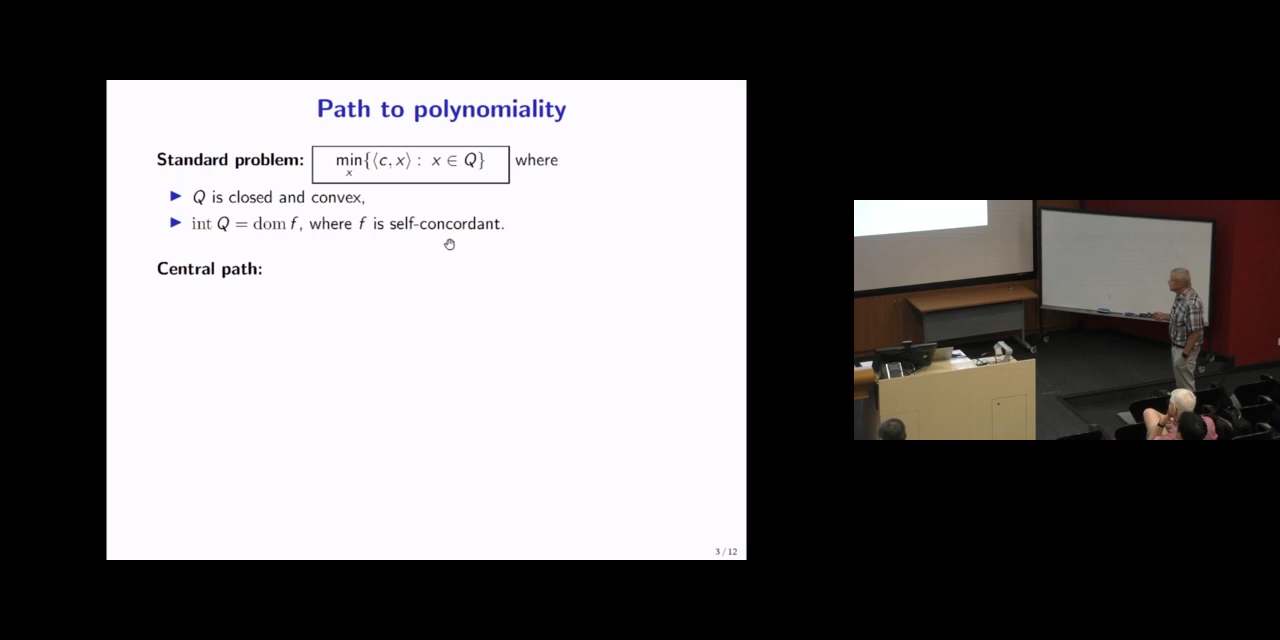 Path to polynomiality
Standard problem: min{⟨c, x⟩ : x ∈ Q} where
x
▶ Q is closed and convex,
▶ int Q = dom f, where f is self-concordant.
Central path:
3 / 12